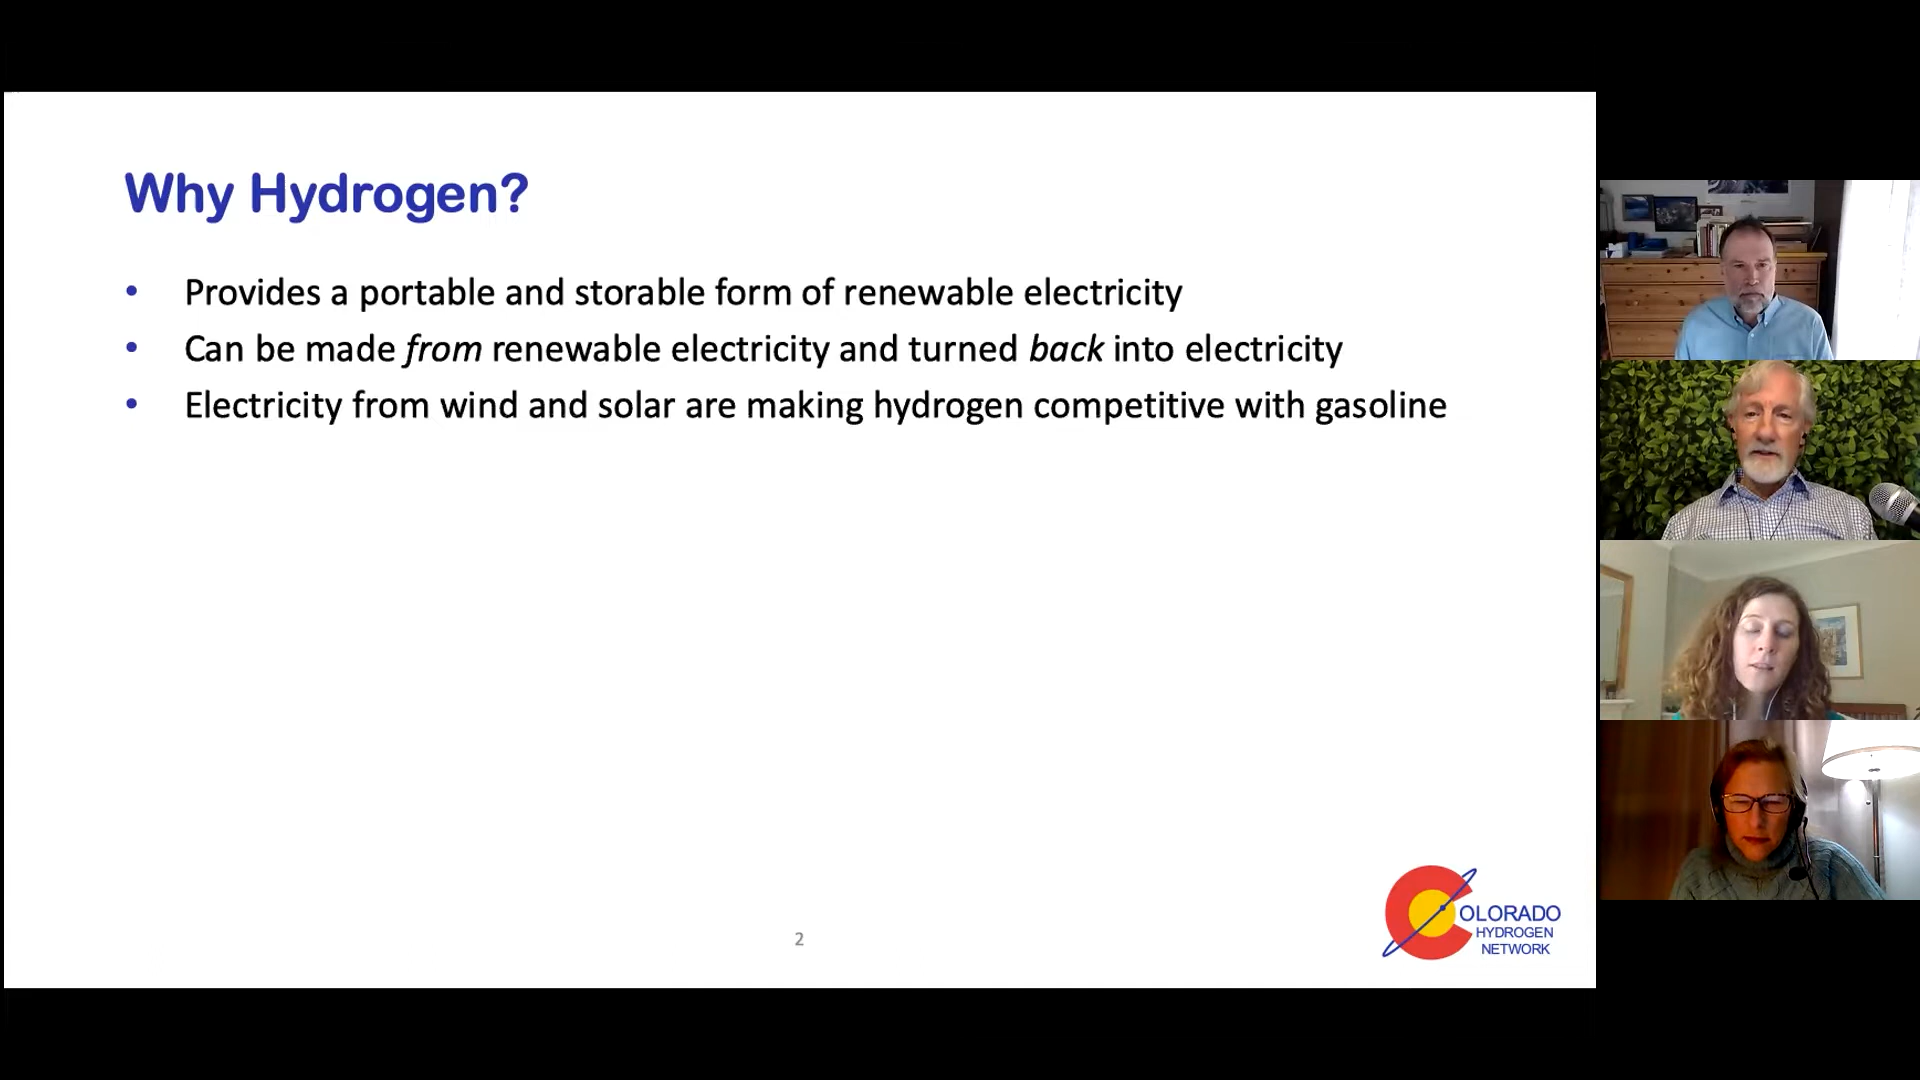 Why Hydrogen?
• Provides a portable and storable form of renewable electricity
• Can be made from renewable electricity and turned back into electricity
• Electricity from wind and solar are making hydrogen competitive with gasoline
2
COLORADO
HYDROGEN
NETWORK